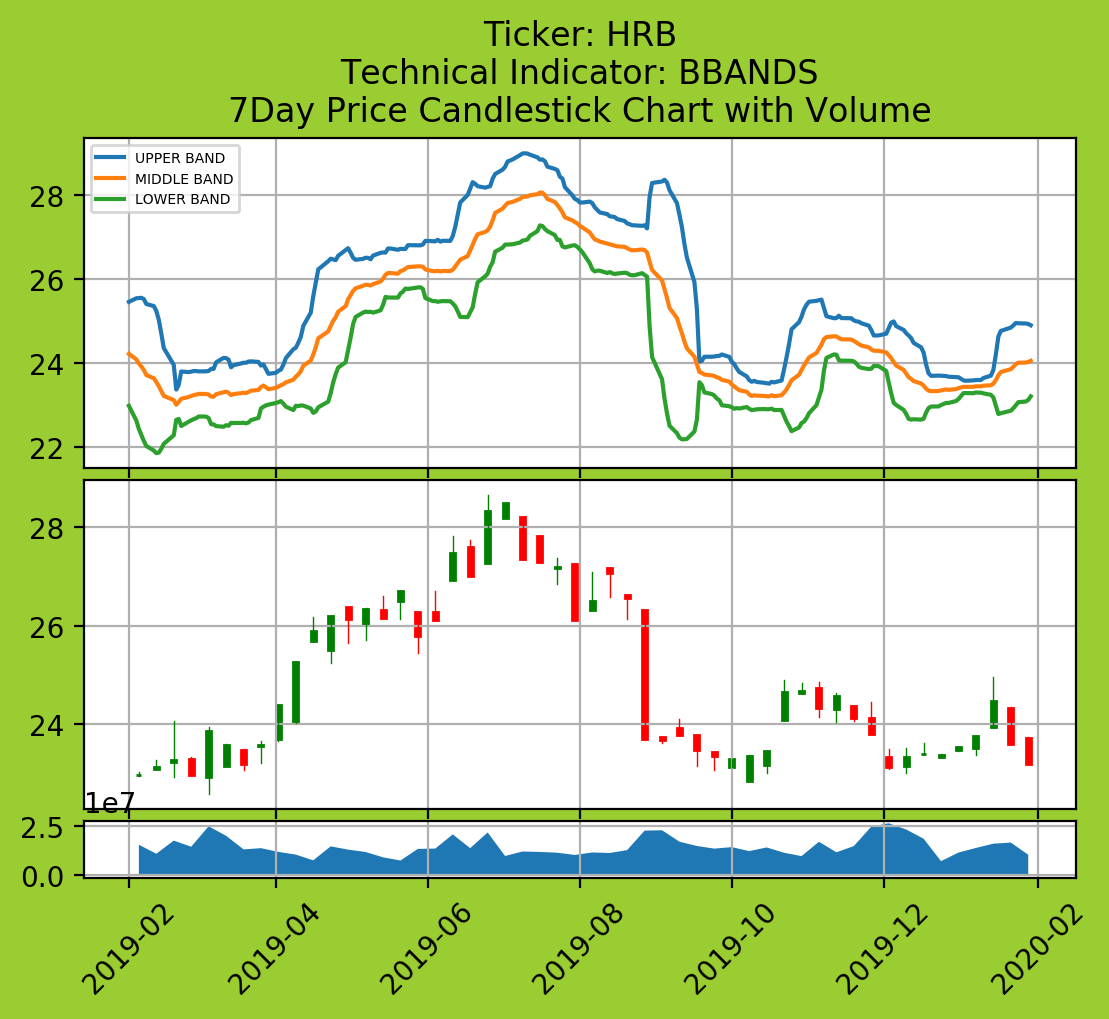 Ticker: HRB
Technical Indicator: BBANDS
7Day Price Candlestick Chart with Volume
UPPER BAND
MIDDLE BAND
LOWER BAND
28
26
24
22
28
26
24
1e7
2.5
0.0
2019-02
2019-04
2019-06
2019-08
2019-10
2019-12
2020-02